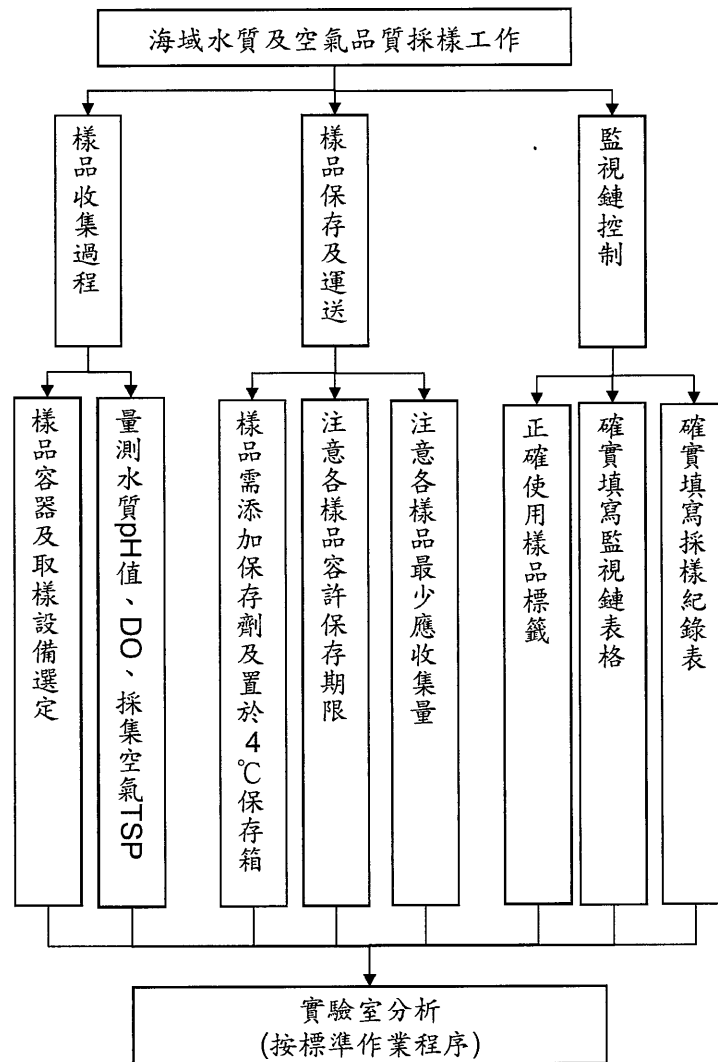 海域水質及空氣品質採樣工作
樣品收集過程
樣品保存及運送
監視鏈控制
樣品容器及取樣設備選定
量測水質pH值、DO、採集空氣TSP
樣品需添加保存劑及置於4℃保存箱
注意各樣品容許保存期限
注意各樣品最少應收集量
正確使用樣品標籤
確實填寫監視鏈表格
確實填寫採樣紀錄表
實驗室分析
(按標準作業程序)